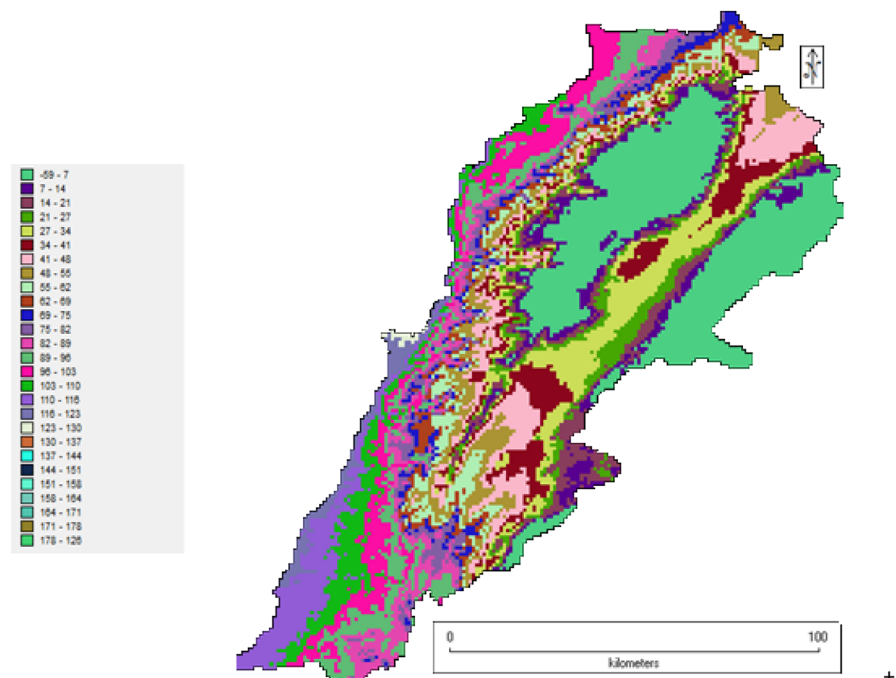 -59 - 7
7 - 14
14 - 21
21 - 27
27 - 34
34 - 41
41 - 48
48 - 55
55 - 62
62 - 69
69 - 75
75 - 82
82 - 89
89 - 96
96 - 103
103 - 110
110 - 116
116 - 123
123 - 130
130 - 137
137 - 144
144 - 151
151 - 158
158 - 164
164 - 171
171 - 178
178 - 126
N
0 100
kilometers